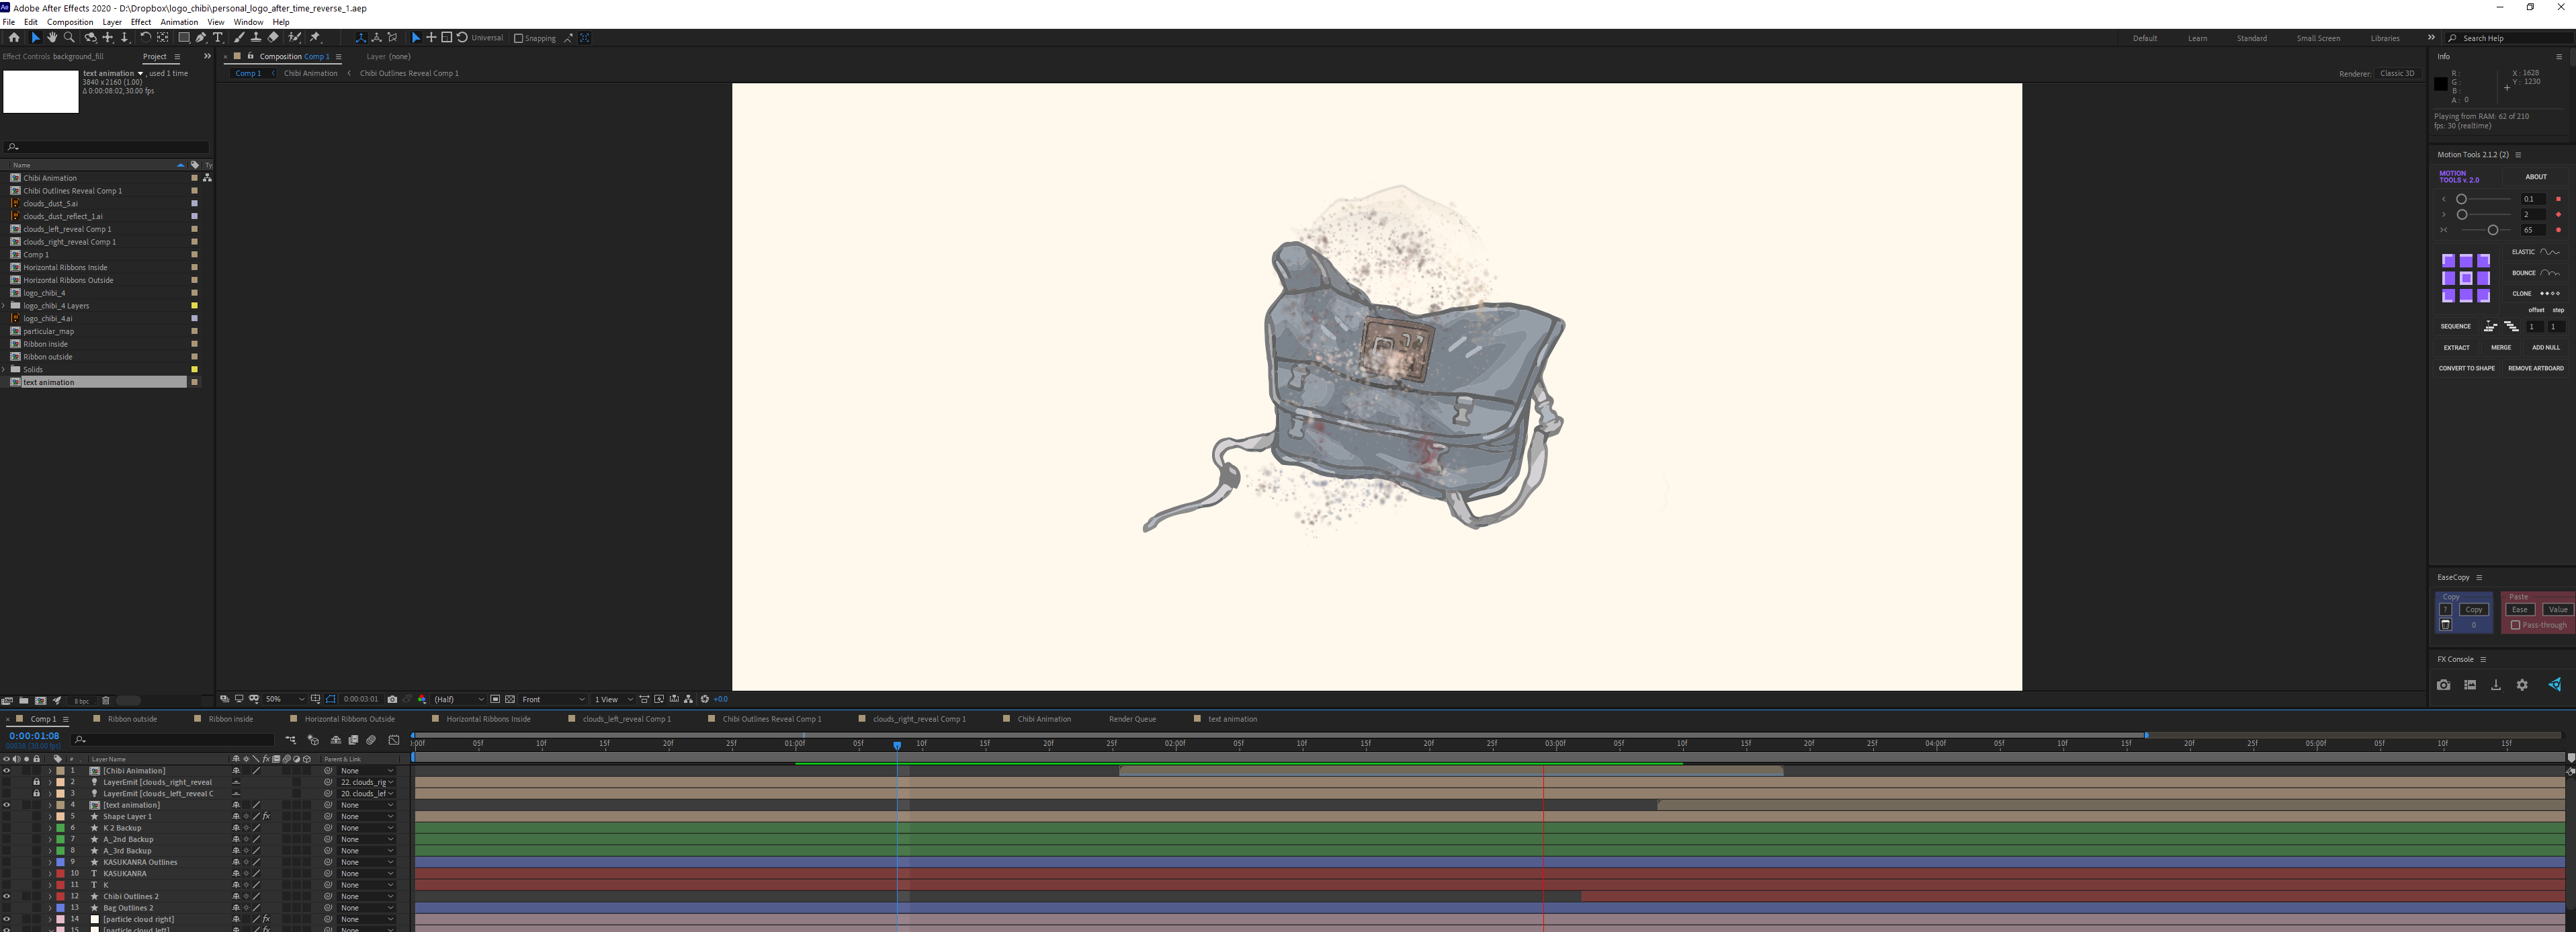 Adobe After Effects 2020 - D:\Dropbox\logo_chibi\personal_logo_after_time_reverse_1.aep
File Edit Composition Layer Effect Animation View Window Help
Universal Snapping Default Learn Standard Small Screen Libraries Search Help
Effect Controls background_fill Project
Composition Comp 1 Layer (none)
Comp 1 Chibi Animation Chibi Outlines Reveal Comp 1
Renderer: Classic 3D
text animation , used 1 time
3840 x 2160 (1.00)
Δ 0:00:08:02, 30.00 fps
Name Ty
Chibi Animation
Chibi Outlines Reveal Comp 1
clouds_dust_5.ai
clouds_dust_reflect_1.ai
clouds_left_reveal Comp 1
clouds_right_reveal Comp 1
Comp 1
Horizontal Ribbons Inside
Horizontal Ribbons Outside
logo_chibi_4
logo_chibi_4 Layers
logo_chibi_4.ai
particular_map
Ribbon inside
Ribbon outside
Solids
text animation
8 bpc
50% 0:00:03:01 (Half) Front 1 View +0.0
Info
R : X : 1628
G : Y : 1230
B :
A : 0
Playing from RAM: 62 of 210
fps: 30 (realtime)
Motion Tools 2.1.2 (2)
MOTION
TOOLS v. 2.0
ABOUT
0.1
2
65
ELASTIC
BOUNCE
CLONE
offset step
SEQUENCE 1 1
EXTRACT MERGE ADD NULL
CONVERT TO SHAPE REMOVE ARTBOARD
EaseCopy
Copy Paste
? Copy Ease Value
0 Pass-through
FX Console
Comp 1 Ribbon outside Ribbon inside Horizontal Ribbons Outside Horizontal Ribbons Inside clouds_left_reveal Comp 1 Chibi Outlines Reveal Comp 1 clouds_right_reveal Comp 1 Chibi Animation Render Queue text animation
0:00:01:08
00038 (30.00 fps)
:00f 05f 10f 15f 20f 25f 01:00f 05f 10f 15f 20f 25f 02:00f 05f 10f 15f 20f 25f 03:00f 05f 10f 15f 20f 25f 04:00f 05f 10f 15f 20f 25f 05:00f 05f 10f 15f
# Layer Name Parent & Link
1 [Chibi Animation] None
2 LayerEmit [clouds_right_reveal 22. clouds_rig
3 LayerEmit [clouds_left_reveal C 20. clouds_lef
4 [text animation] None
5 Shape Layer 1 fx None
6 K 2 Backup None
7 A_2nd Backup None
8 A_3rd Backup None
9 KASUKANRA Outlines None
10 T KASUKANRA None
11 T K None
12 Chibi Outlines 2 None
13 Bag Outlines 2 None
14 [particle cloud right] fx None
15 [particle cloud left] None